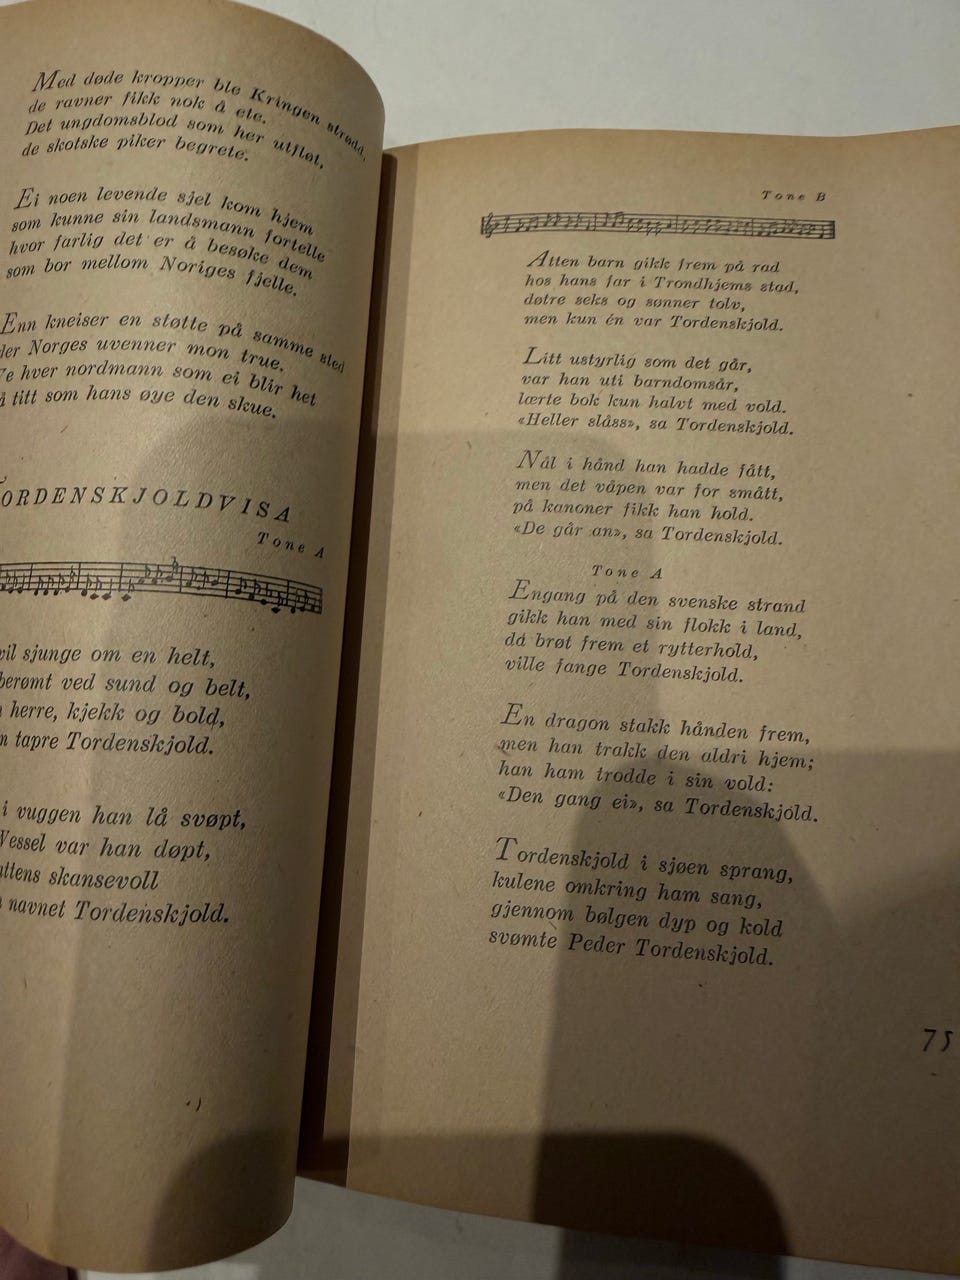 Med døde kropper ble Kringen strødd,
de ravner fikk nok å ete.
Det ungdomsblod som her utfløt,
de skotske piker begrete.
Ei noen levende sjel kom hjem
som kunne sin landsmann fortelle
hvor farlig det er å besøke dem
som bor mellom Noriges fjelle.
Enn kneiser en støtte på samme sted
der Norges uvenner mon true.
hver nordmann som ei blir het
titt som hans øye den skue.
TORDENSKJOLDVISA
Tone A
vil sjunge om en helt,
berømt ved sund og belt,
herre, kjekk og bold,
tapre Tordenskjold.
i vuggen han lå svøpt,
Wessel var han døpt,
skansevoll
navnet Tordenskjold.
Tone B
Atten barn gikk frem på rad
hos hans far i Trondhjems stad,
døtre seks og sønner tolv,
men kun én var Tordenskjold.
Litt ustyrlig som det går,
var han uti barndomsår,
lærte bok kun halvt med vold.
«Heller slåss», sa Tordenskjold.
Nål i hånd han hadde fått,
men det våpen var for smått,
på kanoner fikk han hold.
«De går an», sa Tordenskjold.
Tone A
Engang på den svenske strand
gikk han med sin flokk i land,
då brøt frem et rytterhold,
ville fange Tordenskjold.
En dragon stakk hånden frem,
men han trakk den aldri hjem;
han ham trodde i sin vold:
«Den gang ei», sa Tordenskjold.
Tordenskjold i sjøen sprang,
kulene omkring ham sang,
gjennom bølgen dyp og kold
svømte Peder Tordenskjold.
75